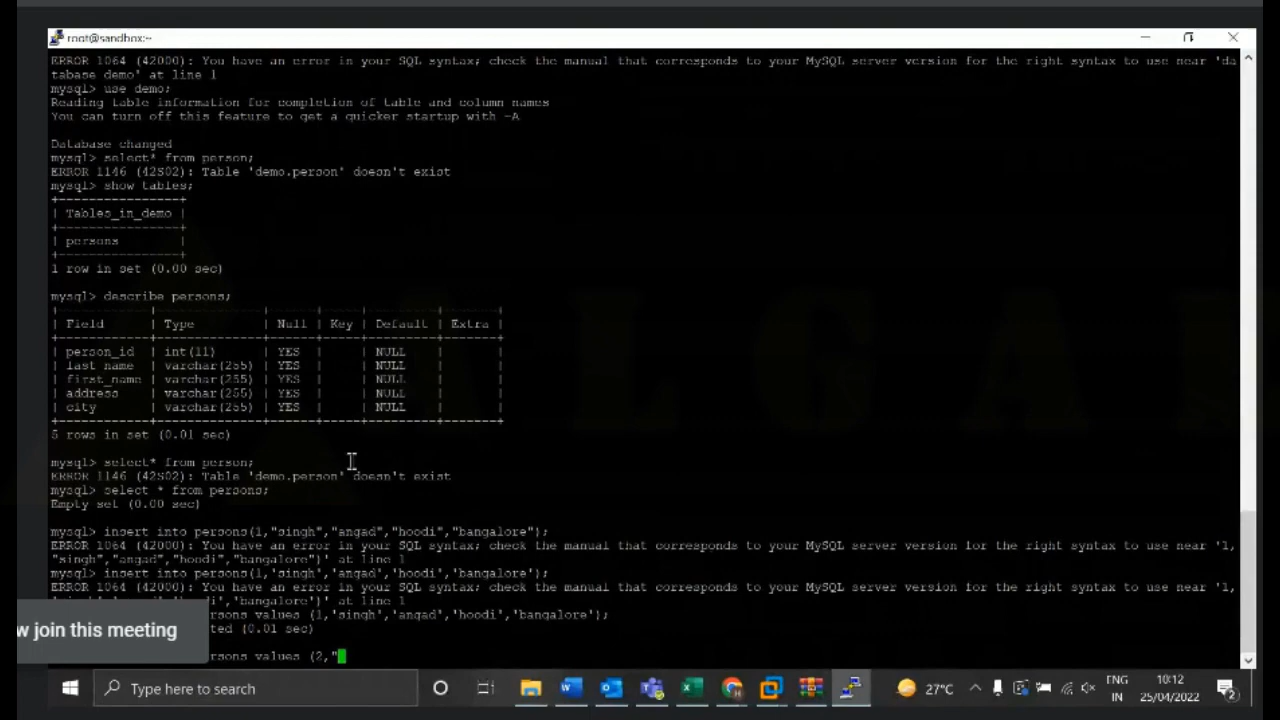 root@sandbox:~
ERROR 1064 (42000): You have an error in your SQL syntax; check the manual that corresponds to your MySQL server version for the right syntax to use near 'da
tabase demo' at line 1
mysql> use demo;
Reading table information for completion of table and column names
You can turn off this feature to get a quicker startup with -A
Database changed
mysql> select* from person;
ERROR 1146 (42S02): Table 'demo.person' doesn't exist
mysql> show tables;
+----------------+
| Tables_in_demo |
+----------------+
| persons        |
+----------------+
1 row in set (0.00 sec)
mysql> describe persons;
+------------+--------------+------+-----+---------+-------+
| Field      | Type         | Null | Key | Default | Extra |
+------------+--------------+------+-----+---------+-------+
| person_id  | int(11)      | YES  |     | NULL    |       |
| last_name  | varchar(255) | YES  |     | NULL    |       |
| first_name | varchar(255) | YES  |     | NULL    |       |
| address    | varchar(255) | YES  |     | NULL    |       |
| city       | varchar(255) | YES  |     | NULL    |       |
+------------+--------------+------+-----+---------+-------+
5 rows in set (0.01 sec)
mysql> select* from person;
ERROR 1146 (42S02): Table 'demo.person' doesn't exist
mysql> select * from persons;
Empty set (0.00 sec)
mysql> insert into persons(1,"singh","angad","hoodi","bangalore");
ERROR 1064 (42000): You have an error in your SQL syntax; check the manual that corresponds to your MySQL server version for the right syntax to use near '1,
"singh","angad","hoodi","bangalore")' at line 1
mysql> insert into persons(1,'singh','angad','hoodi','bangalore');
ERROR 1064 (42000): You have an error in your SQL syntax; check the manual that corresponds to your MySQL server version for the right syntax to use near '1,
'bangalore')' at line 1
rsons values (1,'singh','angad','hoodi','bangalore');
ted (0.01 sec)
w join this meeting
rsons values (2,"
Type here to search
27°C
ENG
IN
10:12
25/04/2022
2